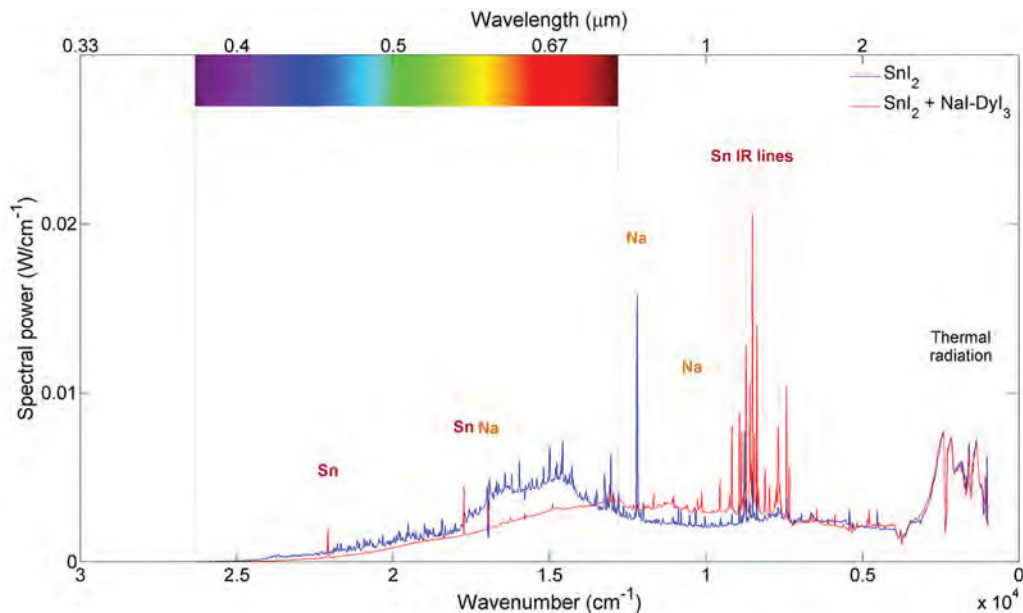 Wavelength (μm)
0.33 0.4 0.5 0.67 1 2
SnI₂
SnI₂ + NaI-DyI₃
Sn IR lines
Spectral power (W/cm⁻¹)
0.02
Na
Thermal
radiation
Na
0.01
Sn Na
Sn
0
3 2.5 2 1.5 1 0.5 0
x 10⁴
Wavenumber (cm⁻¹)